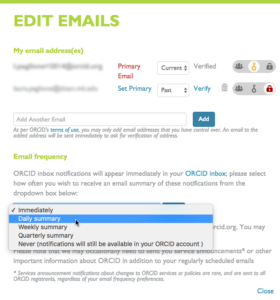 EDIT EMAILS
My email address(es)
Primary Email Current Verified
Set Primary Past Verify
Add Another Email Add
As per ORCID's terms of use, you may only add email addresses that you have control over. An email to the
added address will be sent immediately to ask for verification of address.
Email frequency
ORCID inbox notifications will appear immediately in your ORCID inbox; please
select how often you wish to receive an email summary of these notifications from the
dropdown box below:
✓ Immediately
Daily summary
Weekly summary
Quarterly summary
Never (notifications will still be available in your ORCID account )
rcid.org. You may
Please note that we may occasionally need to send you service announcements* or other
important information about ORCID in addition to your regularly scheduled emails
* Services announcement notifications about changes to ORCID services or policies are rare, and are sent to all
ORCID registrants, regardless of your email frequency preferences.
Close